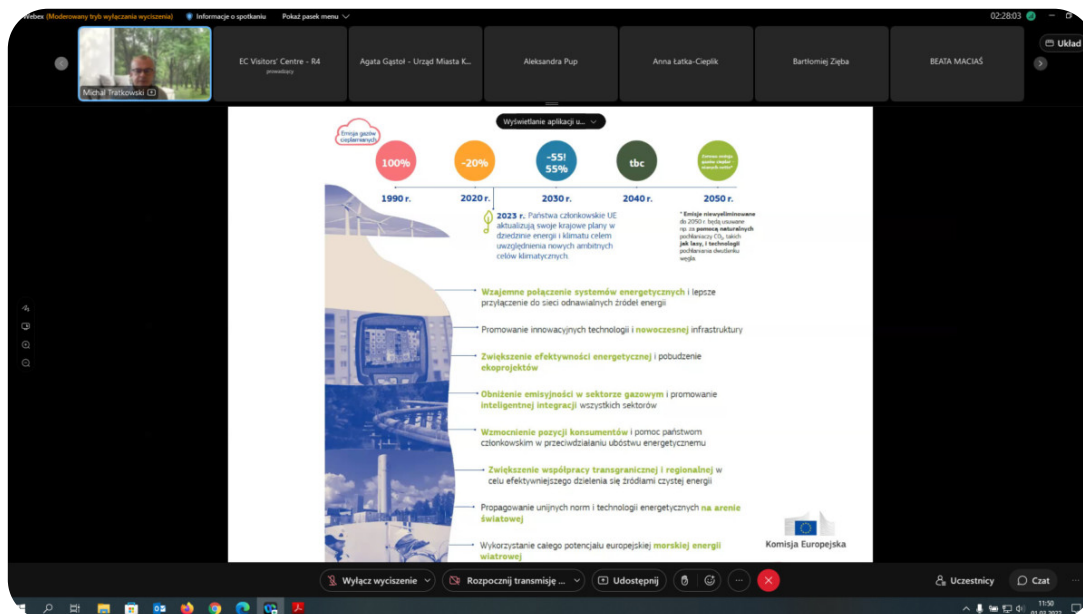 Webex (Moderowany tryb wyłączania wyciszenia) Informacje o spotkaniu Pokaż pasek menu
02:28:03
Układ
Michal Tratkowski
EC Visitors' Centre - R4
prowadzący
Agata Gąstoł - Urząd Miasta K...
Aleksandra Pup
Anna Łatka-Cieplik
Bartłomiej Zięba
BEATA MACIAŚ
Wyświetlanie aplikacji u...
Emisja gazów
cieplarnianych
100%
-20%
-55!
55%
tbc
1990 r.
2020 r.
2030 r.
2040 r.
2050 r.
2023 r. Państwa członkowskie UE
aktualizują swoje krajowe plany w
dziedzinie energii i klimatu celem
uwzględnienia nowych ambitnych
celów klimatycznych.
* Emisje niewyeliminowane
do 2050 r. będą usuwane
np. za pomocą naturalnych
pochłaniaczy CO₂, takich
jak lasy, i technologii
pochłaniania dwutlenku
węgla.
Wzajemne połączenie systemów energetycznych i lepsze
przyłączenie do sieci odnawialnych źródeł energii
Promowanie innowacyjnych technologii i nowoczesnej infrastruktury
Zwiększenie efektywności energetycznej i pobudzenie
ekoprojektów
Obniżenie emisyjności w sektorze gazowym i promowanie
inteligentnej integracji wszystkich sektorów
Wzmocnienie pozycji konsumentów i pomoc państwom
członkowskim w przeciwdziałaniu ubóstwu energetycznemu
Zwiększenie współpracy transgranicznej i regionalnej w
celu efektywniejszego dzielenia się źródłami czystej energii
Propagowanie unijnych norm i technologii energetycznych na arenie
światowej
Wykorzystanie całego potencjału europejskiej morskiej energii
wiatrowej
Komisja Europejska
Wyłącz wyciszenie
Rozpocznij transmisję ...
Udostępnij
Uczestnicy
Czat
11:50
01.03.2022